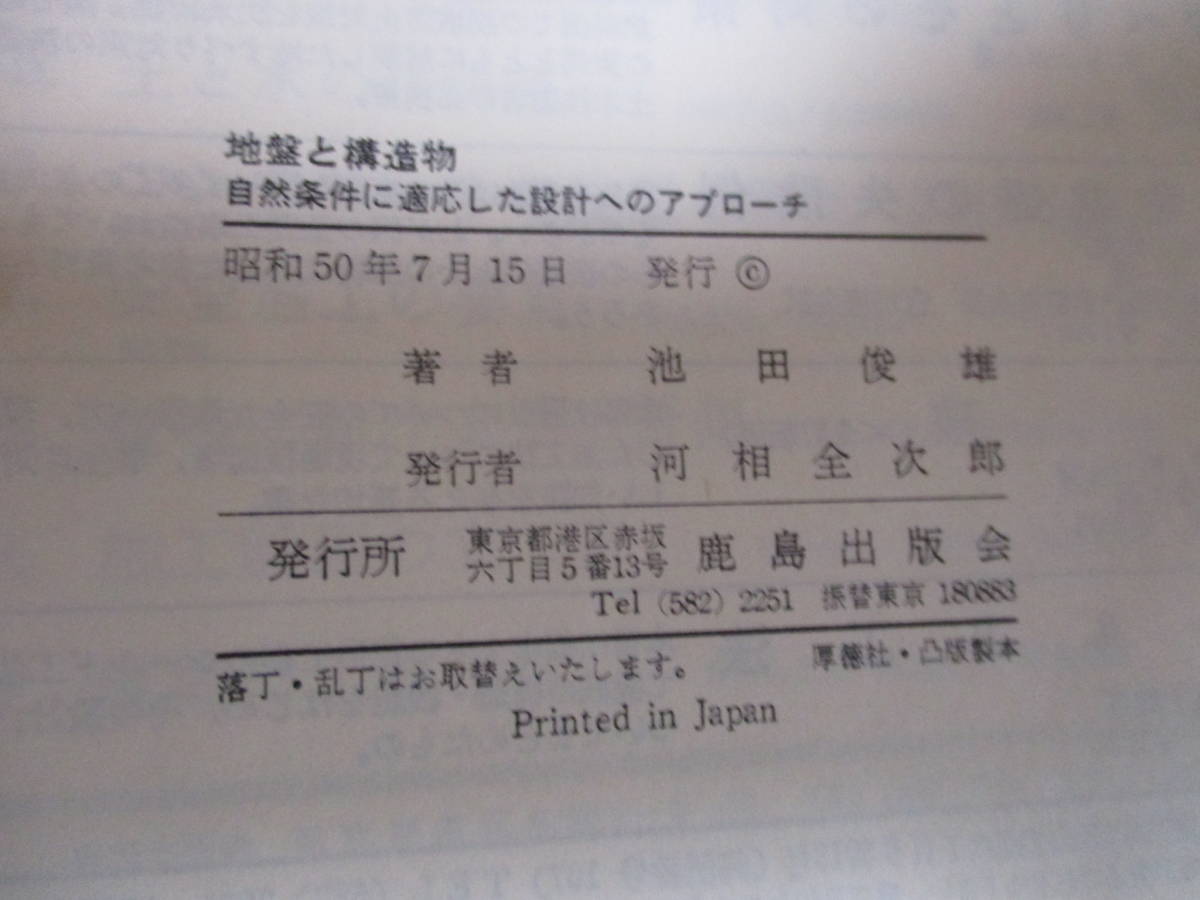 地盤と構造物
自然条件に適応した設計へのアプローチ
昭和50年7月15日 発行 ©
著者 池田俊雄
発行者 河相全次郎
発行所 東京都港区赤坂六丁目5番13号 鹿島出版会
Tel (582) 2251 振替東京 180883
落丁・乱丁はお取替えいたします。 厚徳社・凸版製本
Printed in Japan